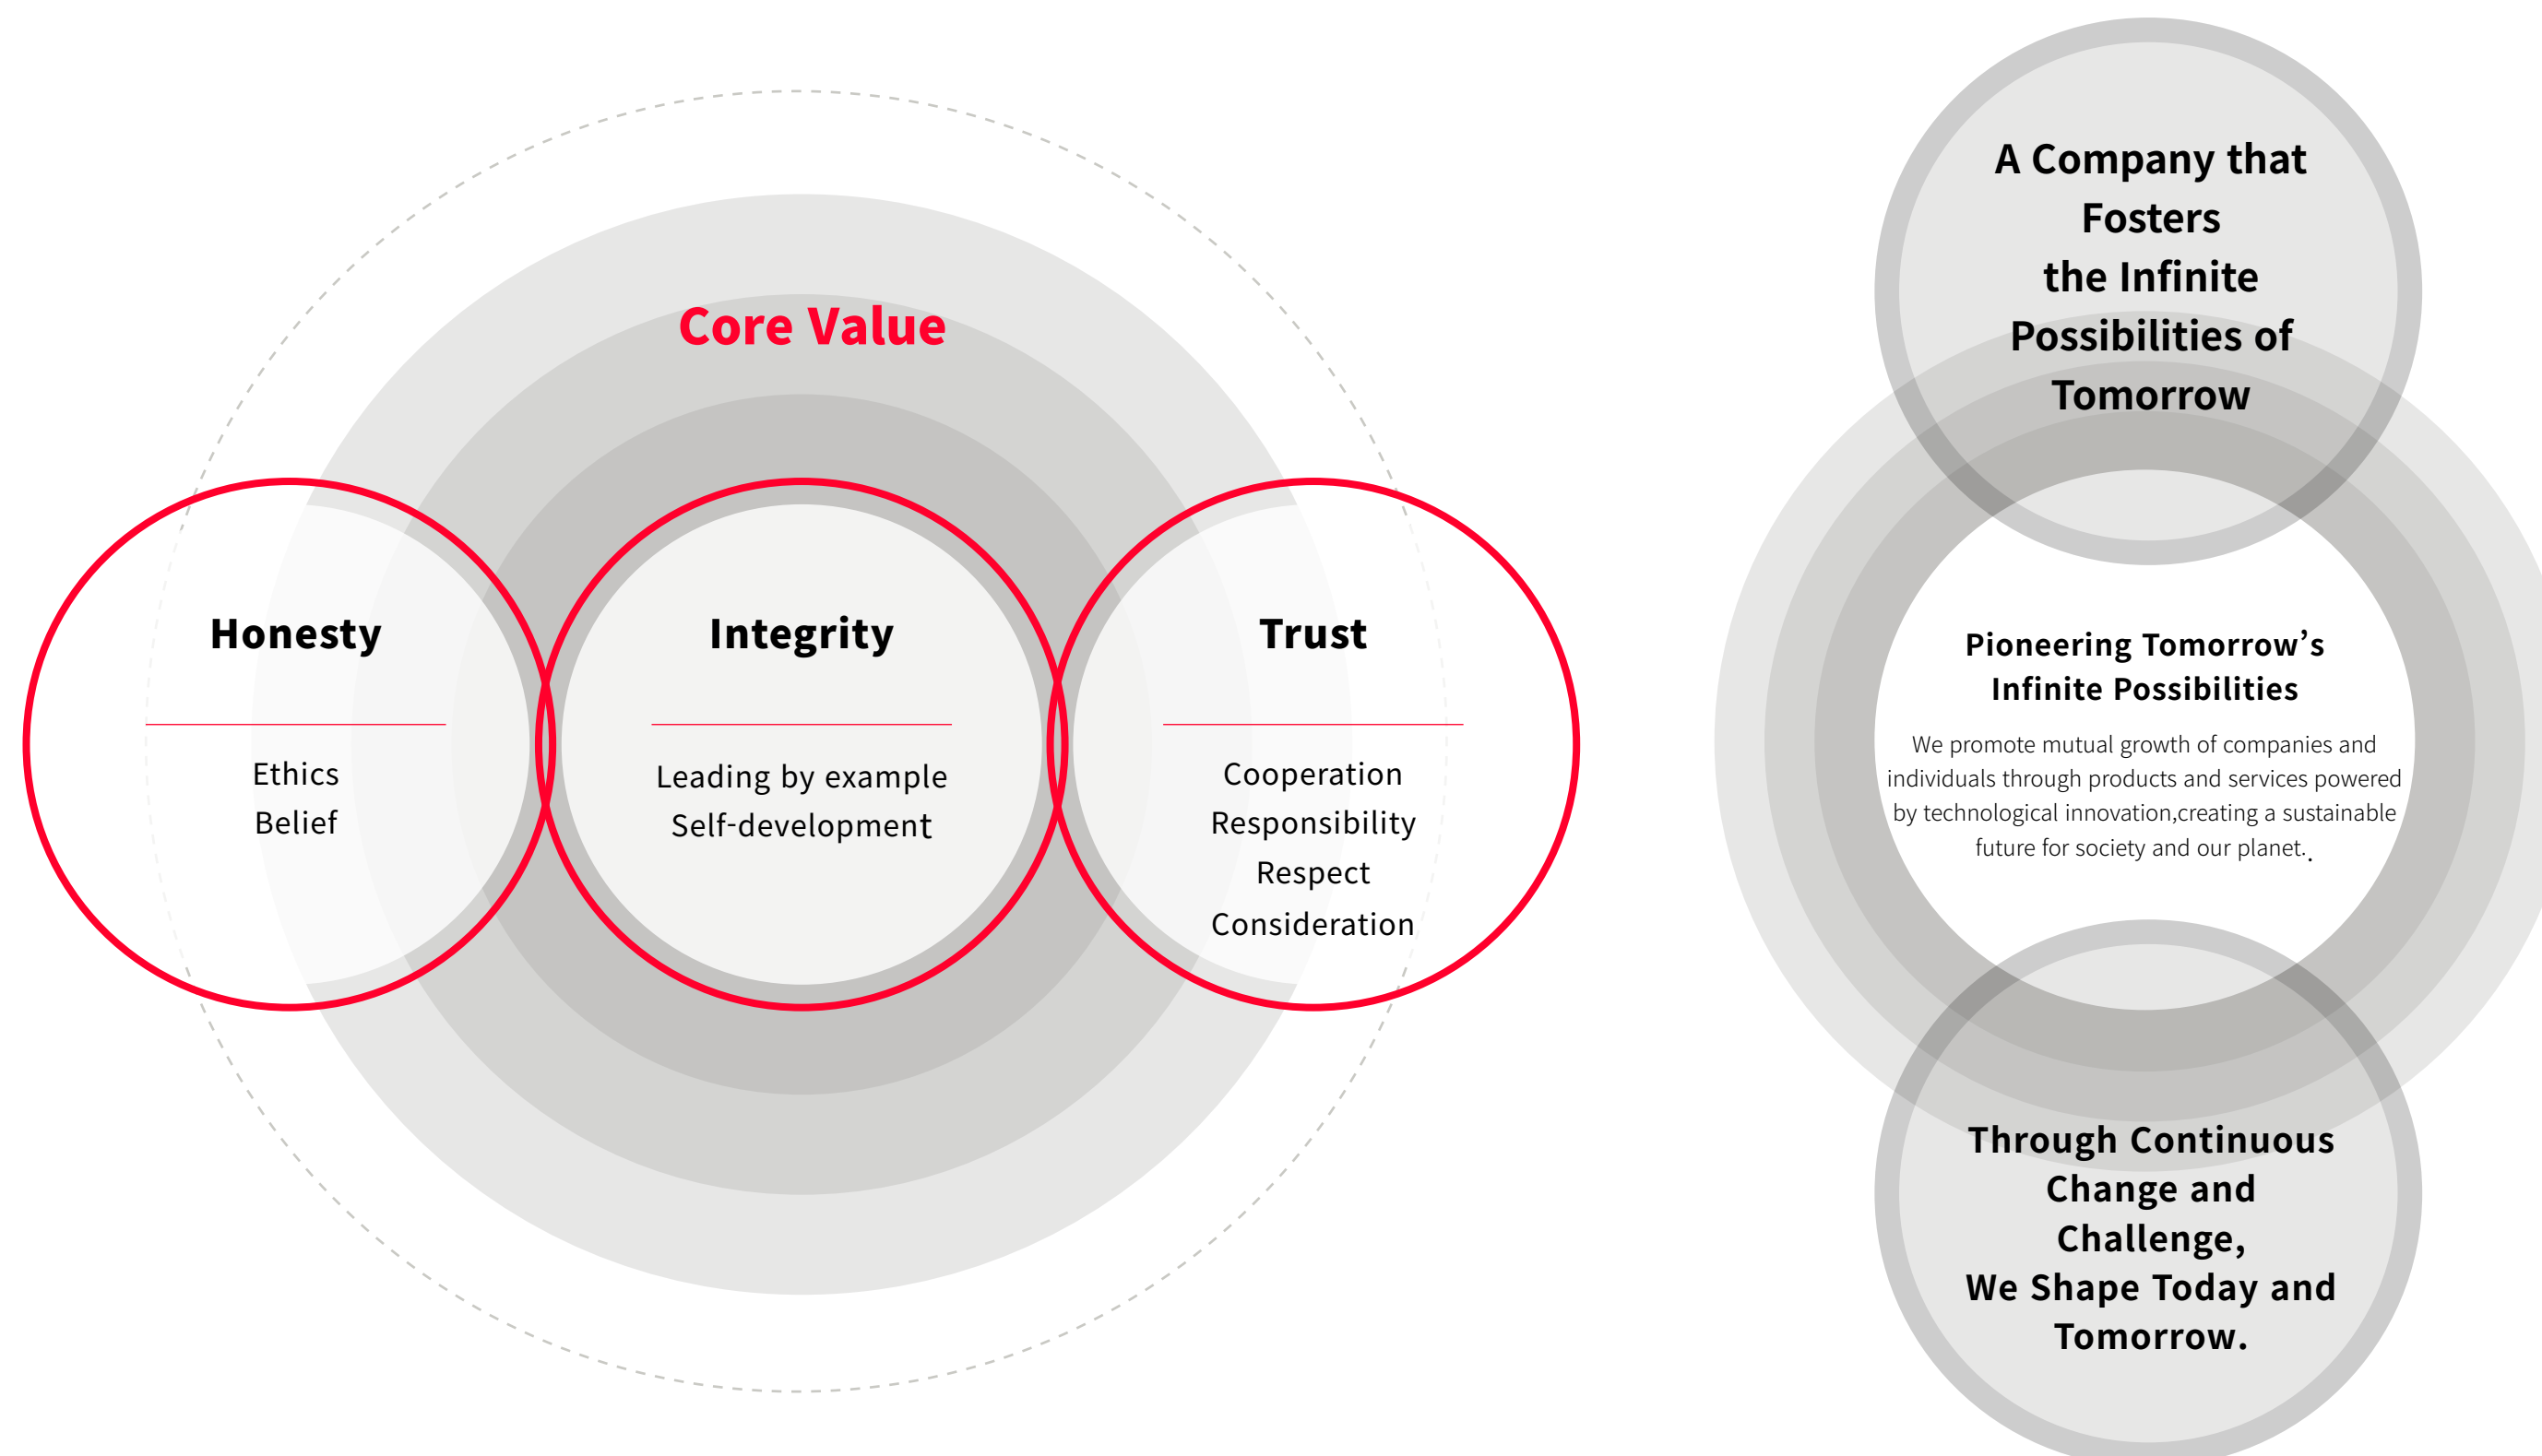 Core Value
Honesty
Ethics
Belief
Integrity
Leading by example
Self-development
Trust
Cooperation
Responsibility
Respect
Consideration
A Company that
Fosters
the Infinite
Possibilities of
Tomorrow
Pioneering Tomorrow’s
Infinite Possibilities
We promote mutual growth of companies and
individuals through products and services powered
by technological innovation,creating a sustainable
future for society and our planet..
Through Continuous
Change and
Challenge,
We Shape Today and
Tomorrow.